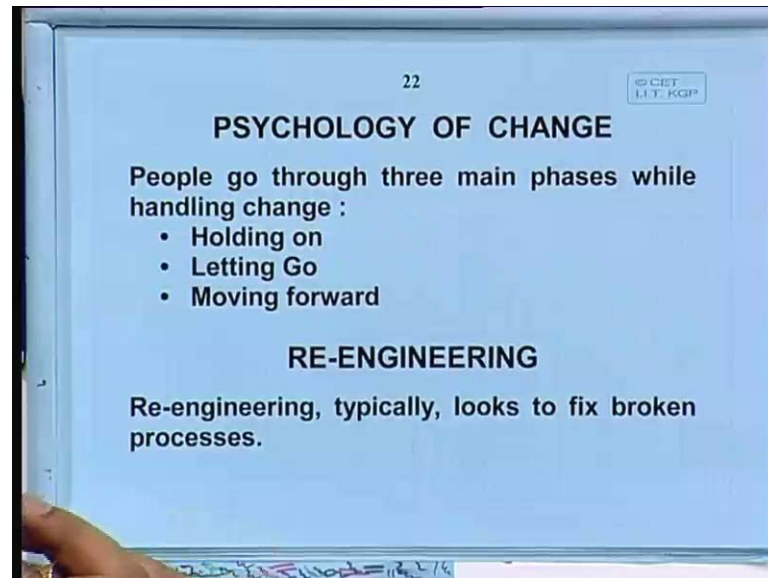 22
© CET
I.I.T. KGP
PSYCHOLOGY OF CHANGE
People go through three main phases while
handling change :
• Holding on
• Letting Go
• Moving forward
RE-ENGINEERING
Re-engineering, typically, looks to fix broken
processes.